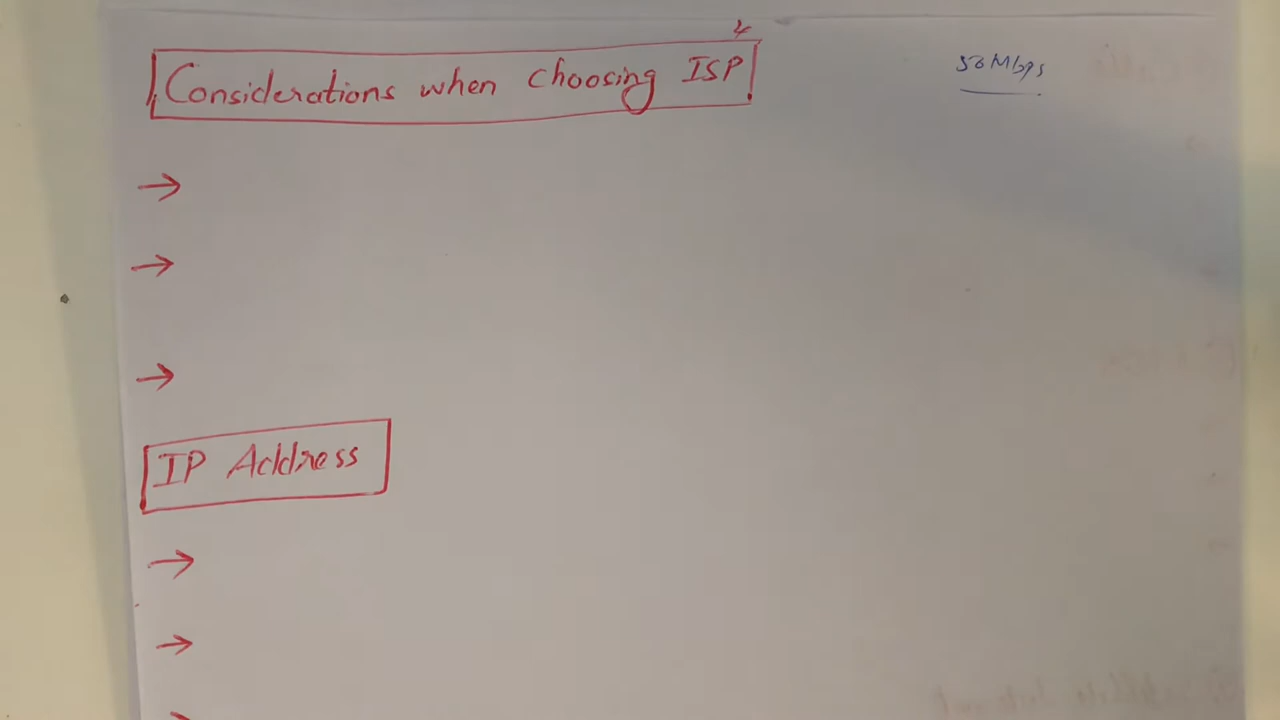 Considerations when choosing ISP
50Mbps
→
→
→
IP Address
→
→
→